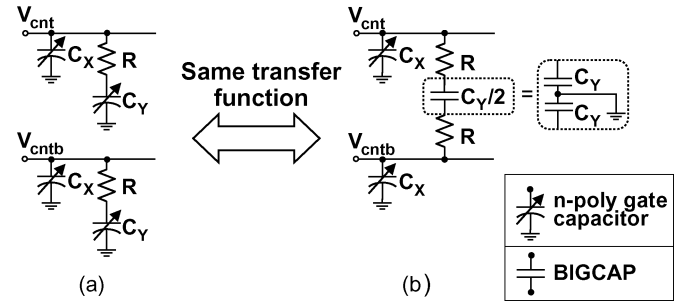 Vcnt
CX
R
CY
Vcntb
CX
R
CY
(a)
Same transfer
function
Vcnt
CX
R
CY/2
=
CY
CY
R
Vcntb
CX
(b)
n-poly gate
capacitor
BIGCAP